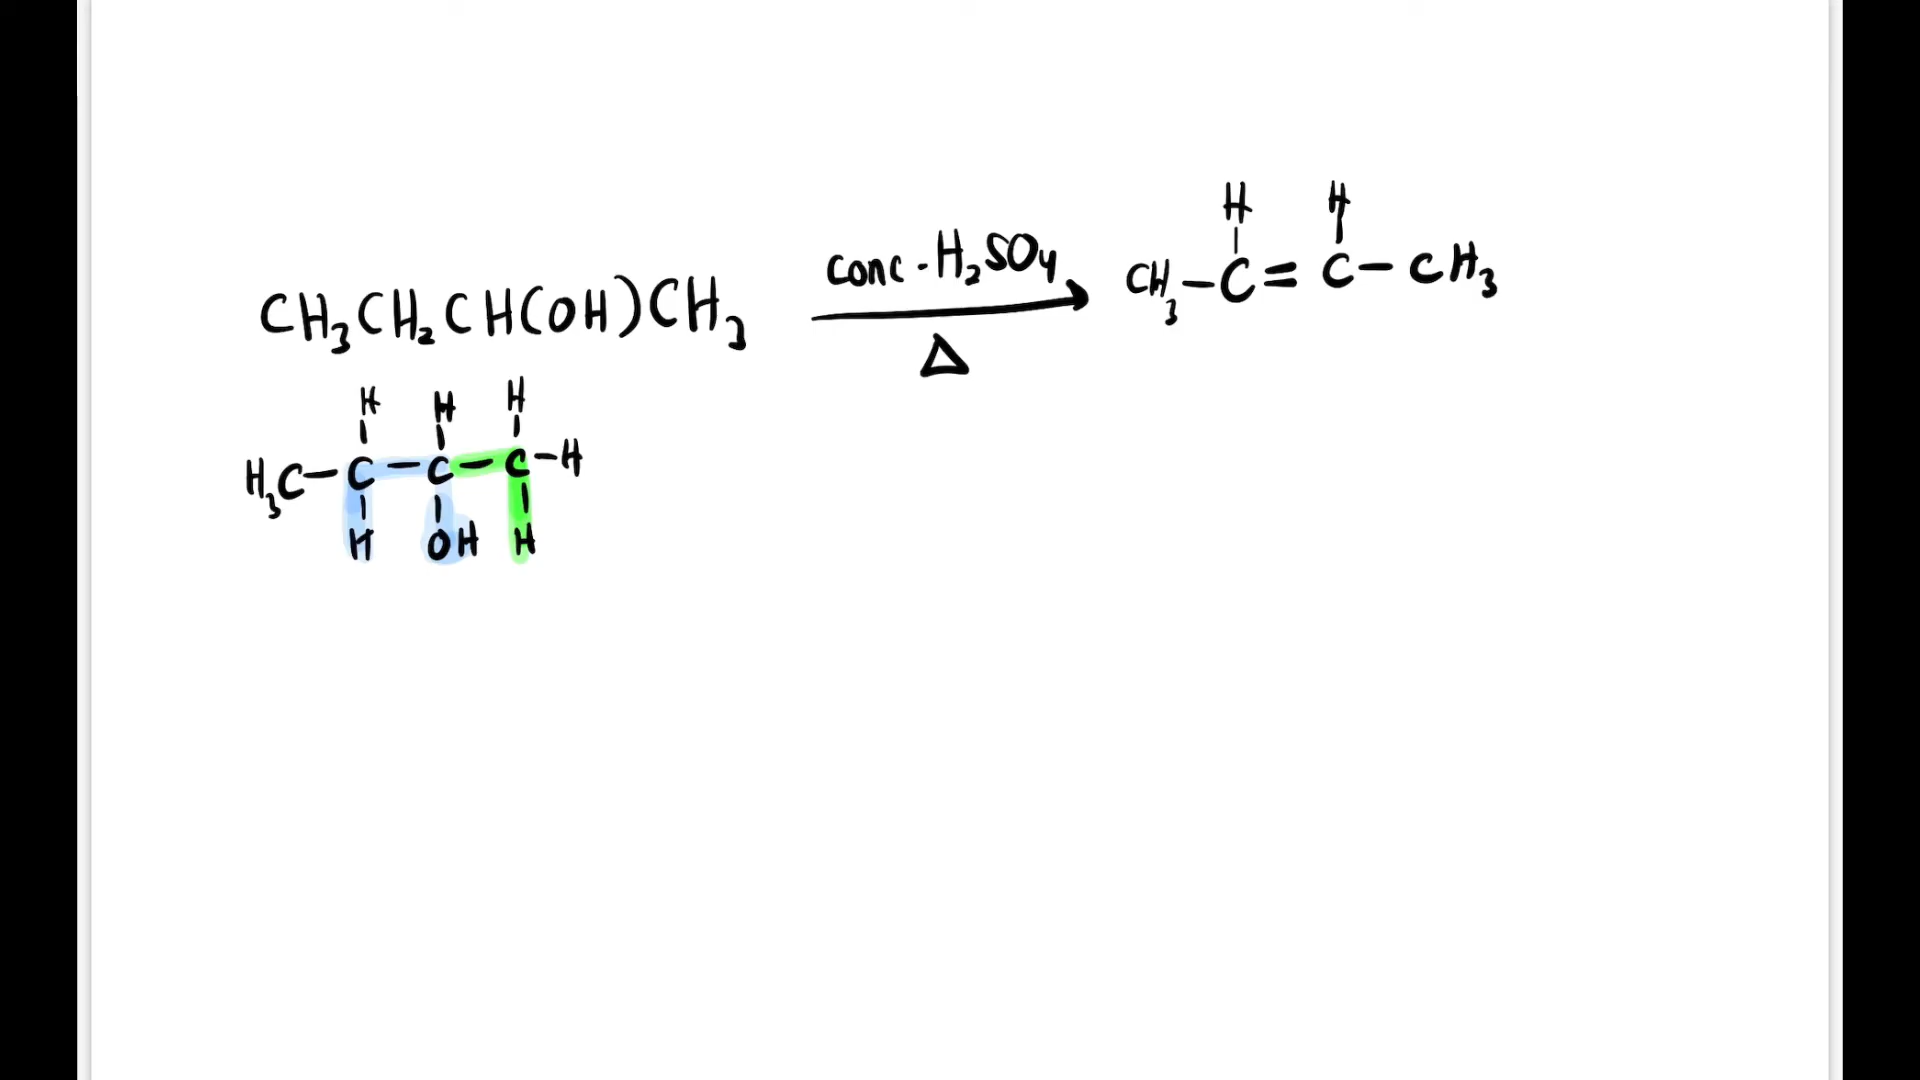 conc. H₂SO₄
CH₃CH₂CH(OH)CH₃ → CH₃–C=C–CH₃
H H
Δ
H H H
H₃C–C–C–C–H
H OH H